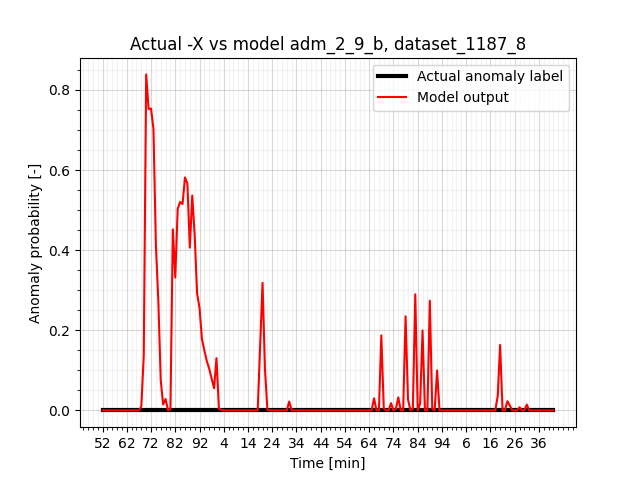 Actual -X vs model adm_2_9_b, dataset_1187_8
Actual anomaly label
Model output
Anomaly probability [-]
0.8
0.6
0.4
0.2
0.0
52 62 72 82 92 4 14 24 34 44 54 64 74 84 94 6 16 26 36
Time [min]